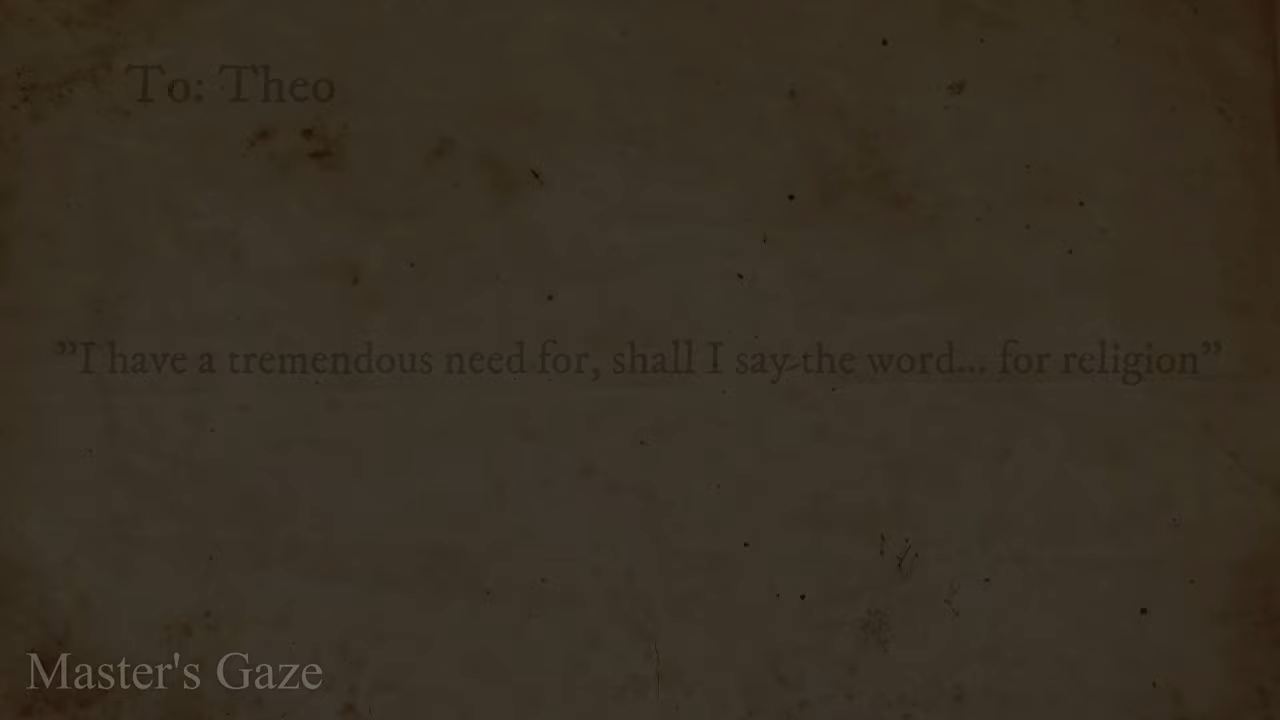 To: Theo
”I have a tremendous need for, shall I say the word... for religion”
Master's Gaze